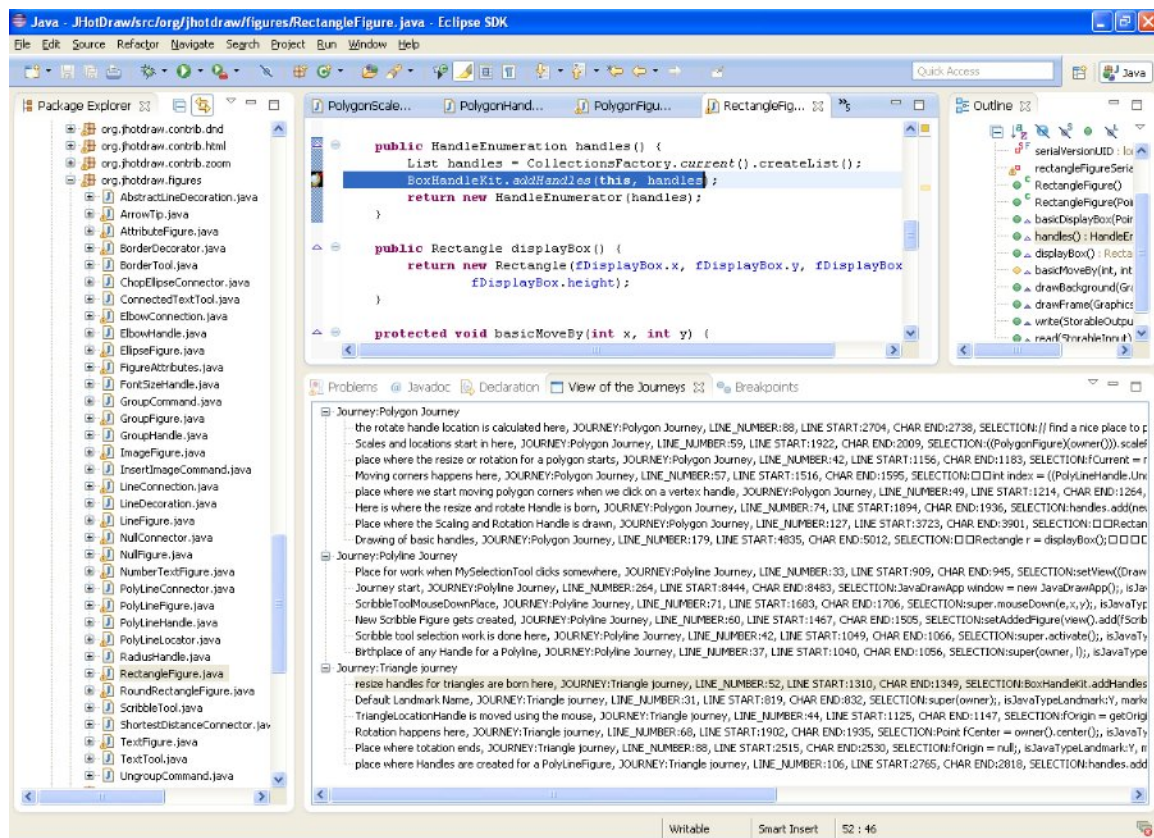 Java - JHotDraw/src/org/jhotdraw/figures/RectangleFigure.java - Eclipse SDK
File Edit Source Refactor Navigate Search Project Run Window Help
Quick Access
Java
Package Explorer
org.jhotdraw.contrib.dnd
org.jhotdraw.contrib.html
org.jhotdraw.contrib.zoom
org.jhotdraw.figures
AbstractLineDecoration.java
ArrowTip.java
AttributeFigure.java
BorderDecorator.java
BorderTool.java
ChopEllipseConnector.java
ConnectedTextTool.java
ElbowConnection.java
ElbowHandle.java
EllipseFigure.java
FigureAttributes.java
FontSizeHandle.java
GroupCommand.java
GroupFigure.java
GroupHandle.java
ImageFigure.java
InsertImageCommand.java
LineConnection.java
LineDecoration.java
LineFigure.java
NullConnector.java
NullFigure.java
NumberTextFigure.java
PolyLineConnector.java
PolyLineFigure.java
PolyLineHandle.java
PolyLineLocator.java
RadiusHandle.java
RectangleFigure.java
RoundRectangleFigure.java
ScribbleTool.java
ShortestDistanceConnector.jav
TextFigure.java
TextTool.java
UngroupCommand.java
PolygonScale... PolygonHand... PolygonFigu... RectangleFig... »5
public HandleEnumeration handles() {
List handles = CollectionsFactory.current().createList();
BoxHandleKit.addHandles(this, handles);
return new HandleEnumerator(handles);
}
public Rectangle displayBox() {
return new Rectangle(fDisplayBox.x, fDisplayBox.y, fDisplayBox
fDisplayBox.height);
}
protected void basicMoveBy(int x, int y) {
Outline
serialVersionUID : lo
rectangleFigureSeria
RectangleFigure()
RectangleFigure(Poi
basicDisplayBox(Poir
handles() : HandleEr
displayBox() : Recta
basicMoveBy(int, int
drawBackground(Gra
drawFrame(Graphics
write(StorableOutpu
read(StorableInput)
Problems Javadoc Declaration View of the Journeys Breakpoints
Journey:Polygon Journey
the rotate handle location is calculated here, JOURNEY:Polygon Journey, LINE_NUMBER:88, LINE START:2704, CHAR END:2738, SELECTION:// find a nice place to p
Scales and locations start in here, JOURNEY:Polygon Journey, LINE_NUMBER:59, LINE START:1922, CHAR END:2009, SELECTION:((PolygonFigure)(owner())).scaleR
place where the resize or rotation for a polygon starts, JOURNEY:Polygon Journey, LINE_NUMBER:42, LINE START:1156, CHAR END:1183, SELECTION:fCurrent = n
Moving corners happens here, JOURNEY:Polygon Journey, LINE_NUMBER:57, LINE START:1516, CHAR END:1595, SELECTION:□□int index = ((PolyLineHandle.Und
place where we start moving polygon corners when we click on a vertex handle, JOURNEY:Polygon Journey, LINE_NUMBER:49, LINE START:1214, CHAR END:1264,
Here is where the resize and rotate Handle is born, JOURNEY:Polygon Journey, LINE_NUMBER:74, LINE START:1894, CHAR END:1936, SELECTION:handles.add(new
Place where the Scaling and Rotation Handle is drawn, JOURNEY:Polygon Journey, LINE_NUMBER:127, LINE START:3723, CHAR END:3901, SELECTION:□□Rectan
Drawing of basic handles, JOURNEY:Polygon Journey, LINE_NUMBER:179, LINE START:4835, CHAR END:5012, SELECTION:□□Rectangle r = displayBox();□□□□
Journey:Polyline Journey
Place for work when MySelectionTool clicks somewhere, JOURNEY:Polyline Journey, LINE_NUMBER:33, LINE START:909, CHAR END:945, SELECTION:setView((Draw
Journey start, JOURNEY:Polyline Journey, LINE_NUMBER:264, LINE START:8444, CHAR END:8483, SELECTION:JavaDrawApp window = new JavaDrawApp();, isJav
ScribbleToolMouseDownPlace, JOURNEY:Polyline Journey, LINE_NUMBER:71, LINE START:1683, CHAR END:1706, SELECTION:super.mouseDown(e,x,y);, isJavaTyp
New Scribble Figure gets created, JOURNEY:Polyline Journey, LINE_NUMBER:60, LINE START:1467, CHAR END:1505, SELECTION:setAddedFigure(view().add(fScrib
Scribble tool selection work is done here, JOURNEY:Polyline Journey, LINE_NUMBER:42, LINE START:1049, CHAR END:1066, SELECTION:super.activate();, isJavaTy
Birthplace of any Handle for a Polyline, JOURNEY:Polyline Journey, LINE_NUMBER:37, LINE START:1040, CHAR END:1056, SELECTION:super(owner, l);, isJavaType
Journey:Triangle journey
resize handles for triangles are born here, JOURNEY:Triangle journey, LINE_NUMBER:52, LINE START:1310, CHAR END:1349, SELECTION:BoxHandleKit.addHandles
Default Landmark Name, JOURNEY:Triangle journey, LINE_NUMBER:31, LINE START:819, CHAR END:832, SELECTION:super(owner);, isJavaTypeLandmark:Y, marke
TriangleLocationHandle is moved using the mouse, JOURNEY:Triangle journey, LINE_NUMBER:44, LINE START:1125, CHAR END:1147, SELECTION:fOrigin = getOrigi
Rotation happens here, JOURNEY:Triangle journey, LINE_NUMBER:68, LINE START:1902, CHAR END:1935, SELECTION:Point fCenter = owner().center();, isJavaTy
Place where totation ends, JOURNEY:Triangle journey, LINE_NUMBER:88, LINE START:2515, CHAR END:2530, SELECTION:fOrigin = null;, isJavaTypeLandmark:Y, m
place where Handles are created for a PolyLineFigure, JOURNEY:Triangle journey, LINE_NUMBER:106, LINE START:2765, CHAR END:2818, SELECTION:handles.add
Writable Smart Insert 52 : 46